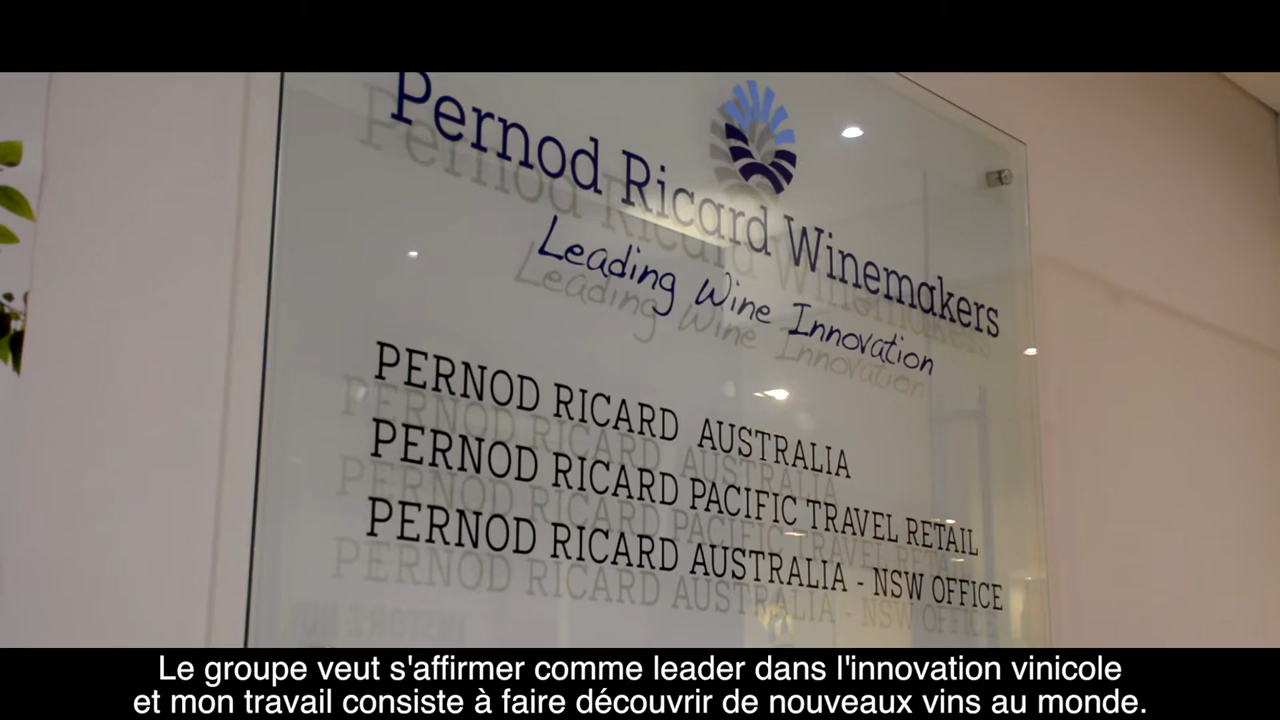 Pernod Ricard Winemakers
Leading Wine Innovation
PERNOD RICARD AUSTRALIA
PERNOD RICARD PACIFIC TRAVEL RETAIL
PERNOD RICARD AUSTRALIA - NSW OFFICE
Le groupe veut s'affirmer comme leader dans l'innovation vinicole
et mon travail consiste à faire découvrir de nouveaux vins au monde.